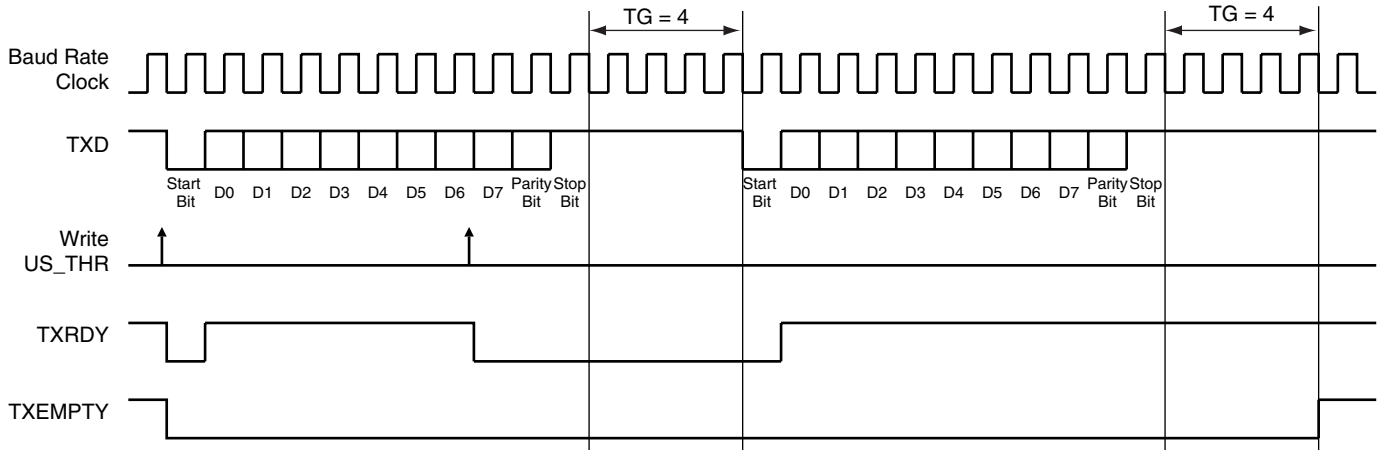 TG = 4
TG = 4
Baud Rate
Clock
TXD
Start
Bit
D0
D1
D2
D3
D4
D5
D6
D7
Parity
Bit
Stop
Bit
Start
Bit
D0
D1
D2
D3
D4
D5
D6
D7
Parity
Bit
Stop
Bit
Write
US_THR
TXRDY
TXEMPTY